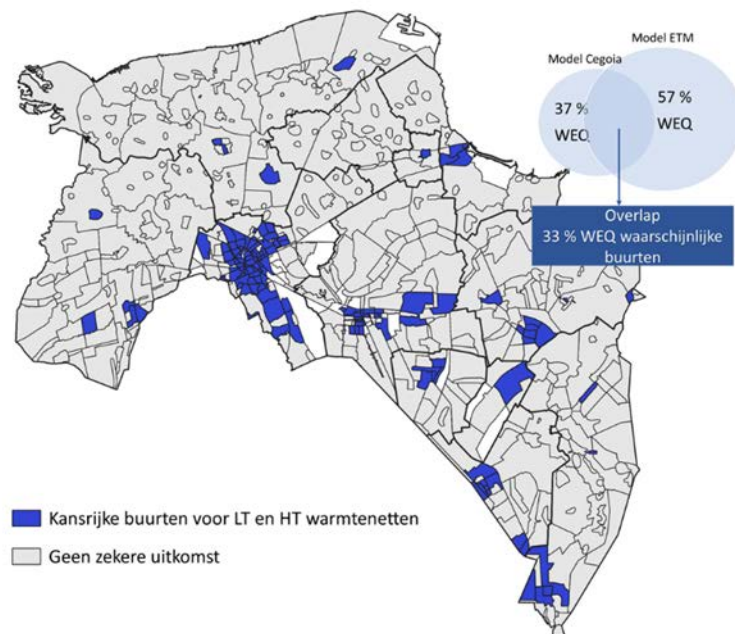 Model ETM
Model Cegoia
37 %
WEQ
57 %
WEQ
Overlap
33 % WEQ waarschijnlijke
buurten
Kansrijke buurten voor LT en HT warmtenetten
Geen zekere uitkomst